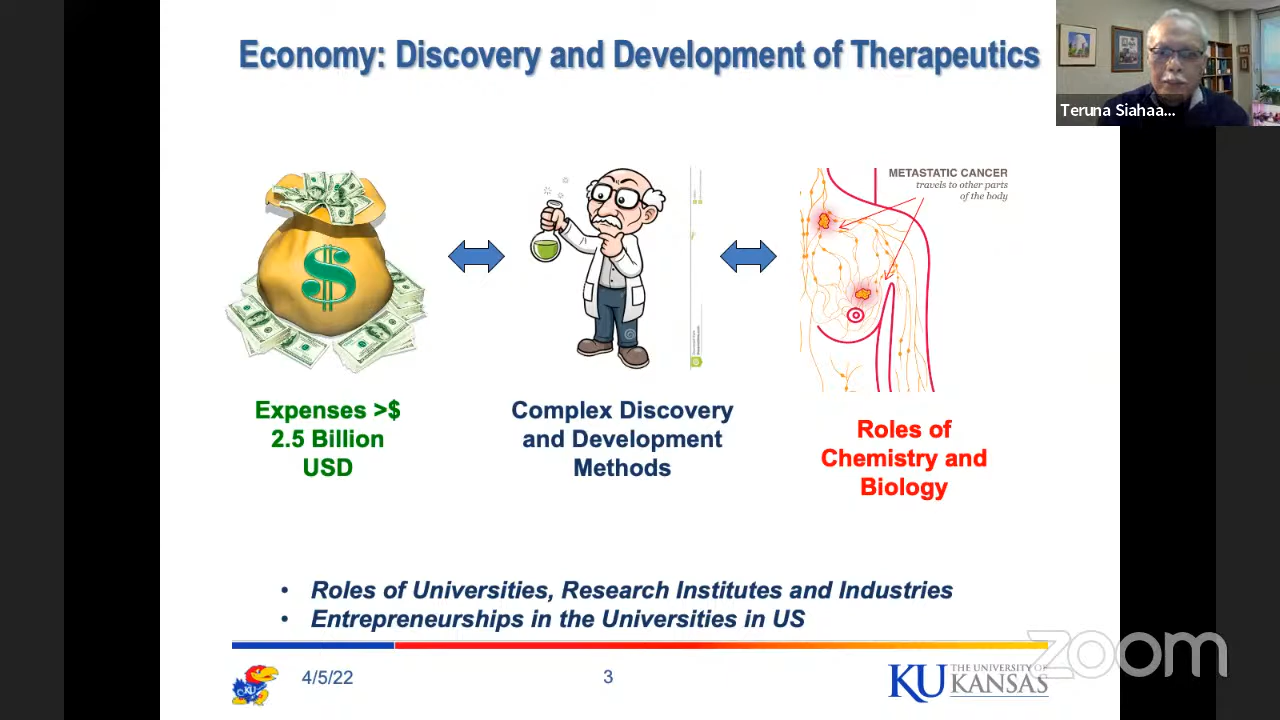 Economy: Discovery and Development of Therapeutics
Teruna Siahaa...
METASTATIC CANCER
travels to other parts
of the body
$
Expenses >$
2.5 Billion
USD
Complex Discovery
and Development
Methods
Roles of
Chemistry and
Biology
• Roles of Universities, Research Institutes and Industries
• Entrepreneurships in the Universities in US
KU
4/5/22
3
KU THE UNIVERSITY OF
KANSAS
zoom